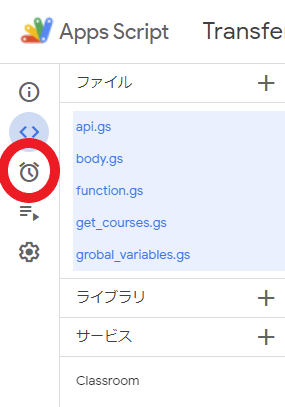 Apps Script Transfe
ファイル
api.gs
body.gs
function.gs
get_courses.gs
grobal_variables.gs
ライブラリ
サービス
Classroom